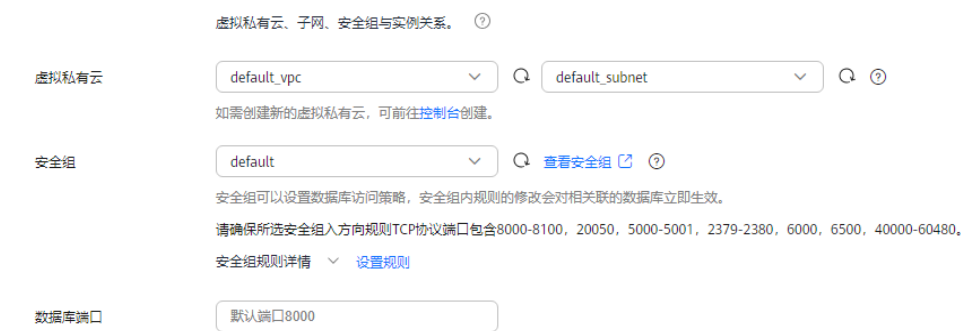 虚拟私有云、子网、安全组与实例关系。
虚拟私有云 default_vpc default_subnet
如需创建新的虚拟私有云，可前往控制台创建。
安全组 default 查看安全组
安全组可以设置数据库访问策略，安全组内规则的修改会对相关联的数据库立即生效。
请确保所选安全组入方向规则TCP协议端口包含8000-8100，20050，5000-5001，2379-2380，6000，6500，40000-60480。
安全组规则详情 设置规则
数据库端口 默认端口8000